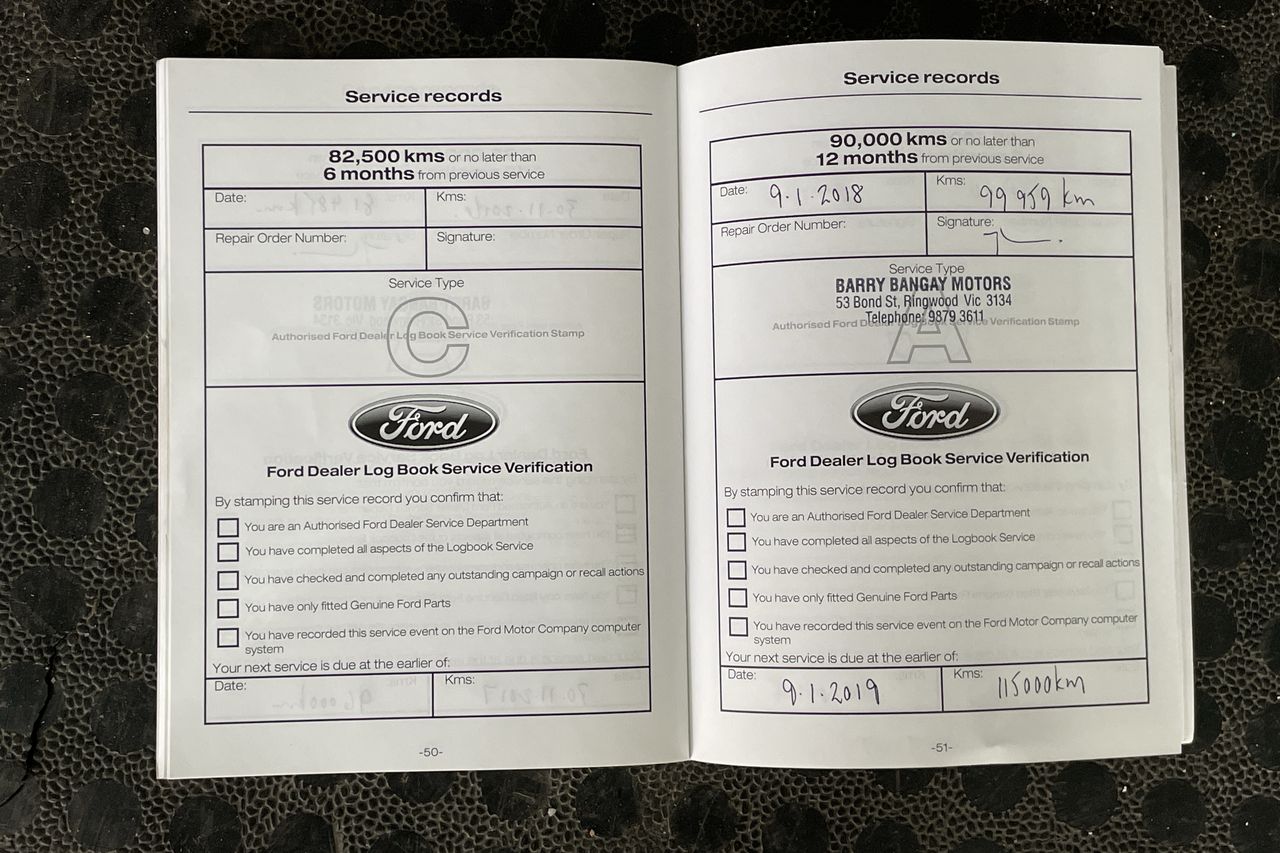 Service records
82,500 kms or no later than
6 months from previous service
Date:
Kms:
Repair Order Number:
Signature:
Service Type
C
Authorised Ford Dealer Log Book Service Verification Stamp
Ford
Ford Dealer Log Book Service Verification
By stamping this service record you confirm that:
You are an Authorised Ford Dealer Service Department
You have completed all aspects of the Logbook Service
You have checked and completed any outstanding campaign or recall actions
You have only fitted Genuine Ford Parts
You have recorded this service event on the Ford Motor Company computer
system
Your next service is due at the earlier of:
Date:
Kms:
-50-
Service records
90,000 kms or no later than
12 months from previous service
Date: 9.1.2018
Kms: 99 959 km
Repair Order Number:
Signature:
Service Type
BARRY BANGAY MOTORS
53 Bond St, Ringwood Vic 3134
Telephone: 9879 3611
Authorised Ford Dealer Log Book Service Verification Stamp
A
Ford
Ford Dealer Log Book Service Verification
By stamping this service record you confirm that:
You are an Authorised Ford Dealer Service Department
You have completed all aspects of the Logbook Service
You have checked and completed any outstanding campaign or recall actions
You have only fitted Genuine Ford Parts
You have recorded this service event on the Ford Motor Company computer
system
Your next service is due at the earlier of:
Date: 9.1.2019
Kms: 115000km
-51-